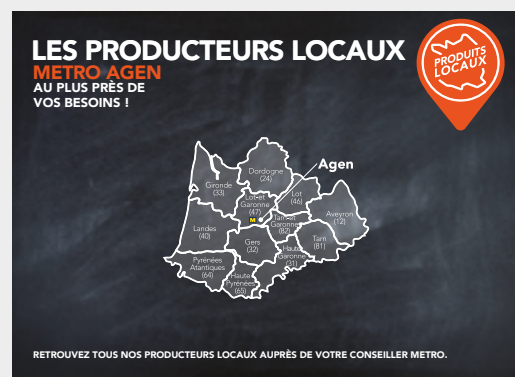 LES PRODUCTEURS LOCAUX
METRO AGEN
AU PLUS PRÈS DE
VOS BESOINS !
PRODUITS
LOCAUX
Agen
Dordogne
(24)
Gironde
(33)
Lot
(46)
Lot-et
Garonne
(47)
M
Aveyron
(12)
Tarn-et
Garonne
(82)
Landes
(40)
Gers
(32)
Tarn
(81)
Haute
Garonne
(31)
Pyrénées
Atantiques
(64)
Haute
Pyrénées
(65)
RETROUVEZ TOUS NOS PRODUCTEURS LOCAUX AUPRÈS DE VOTRE CONSEILLER METRO.